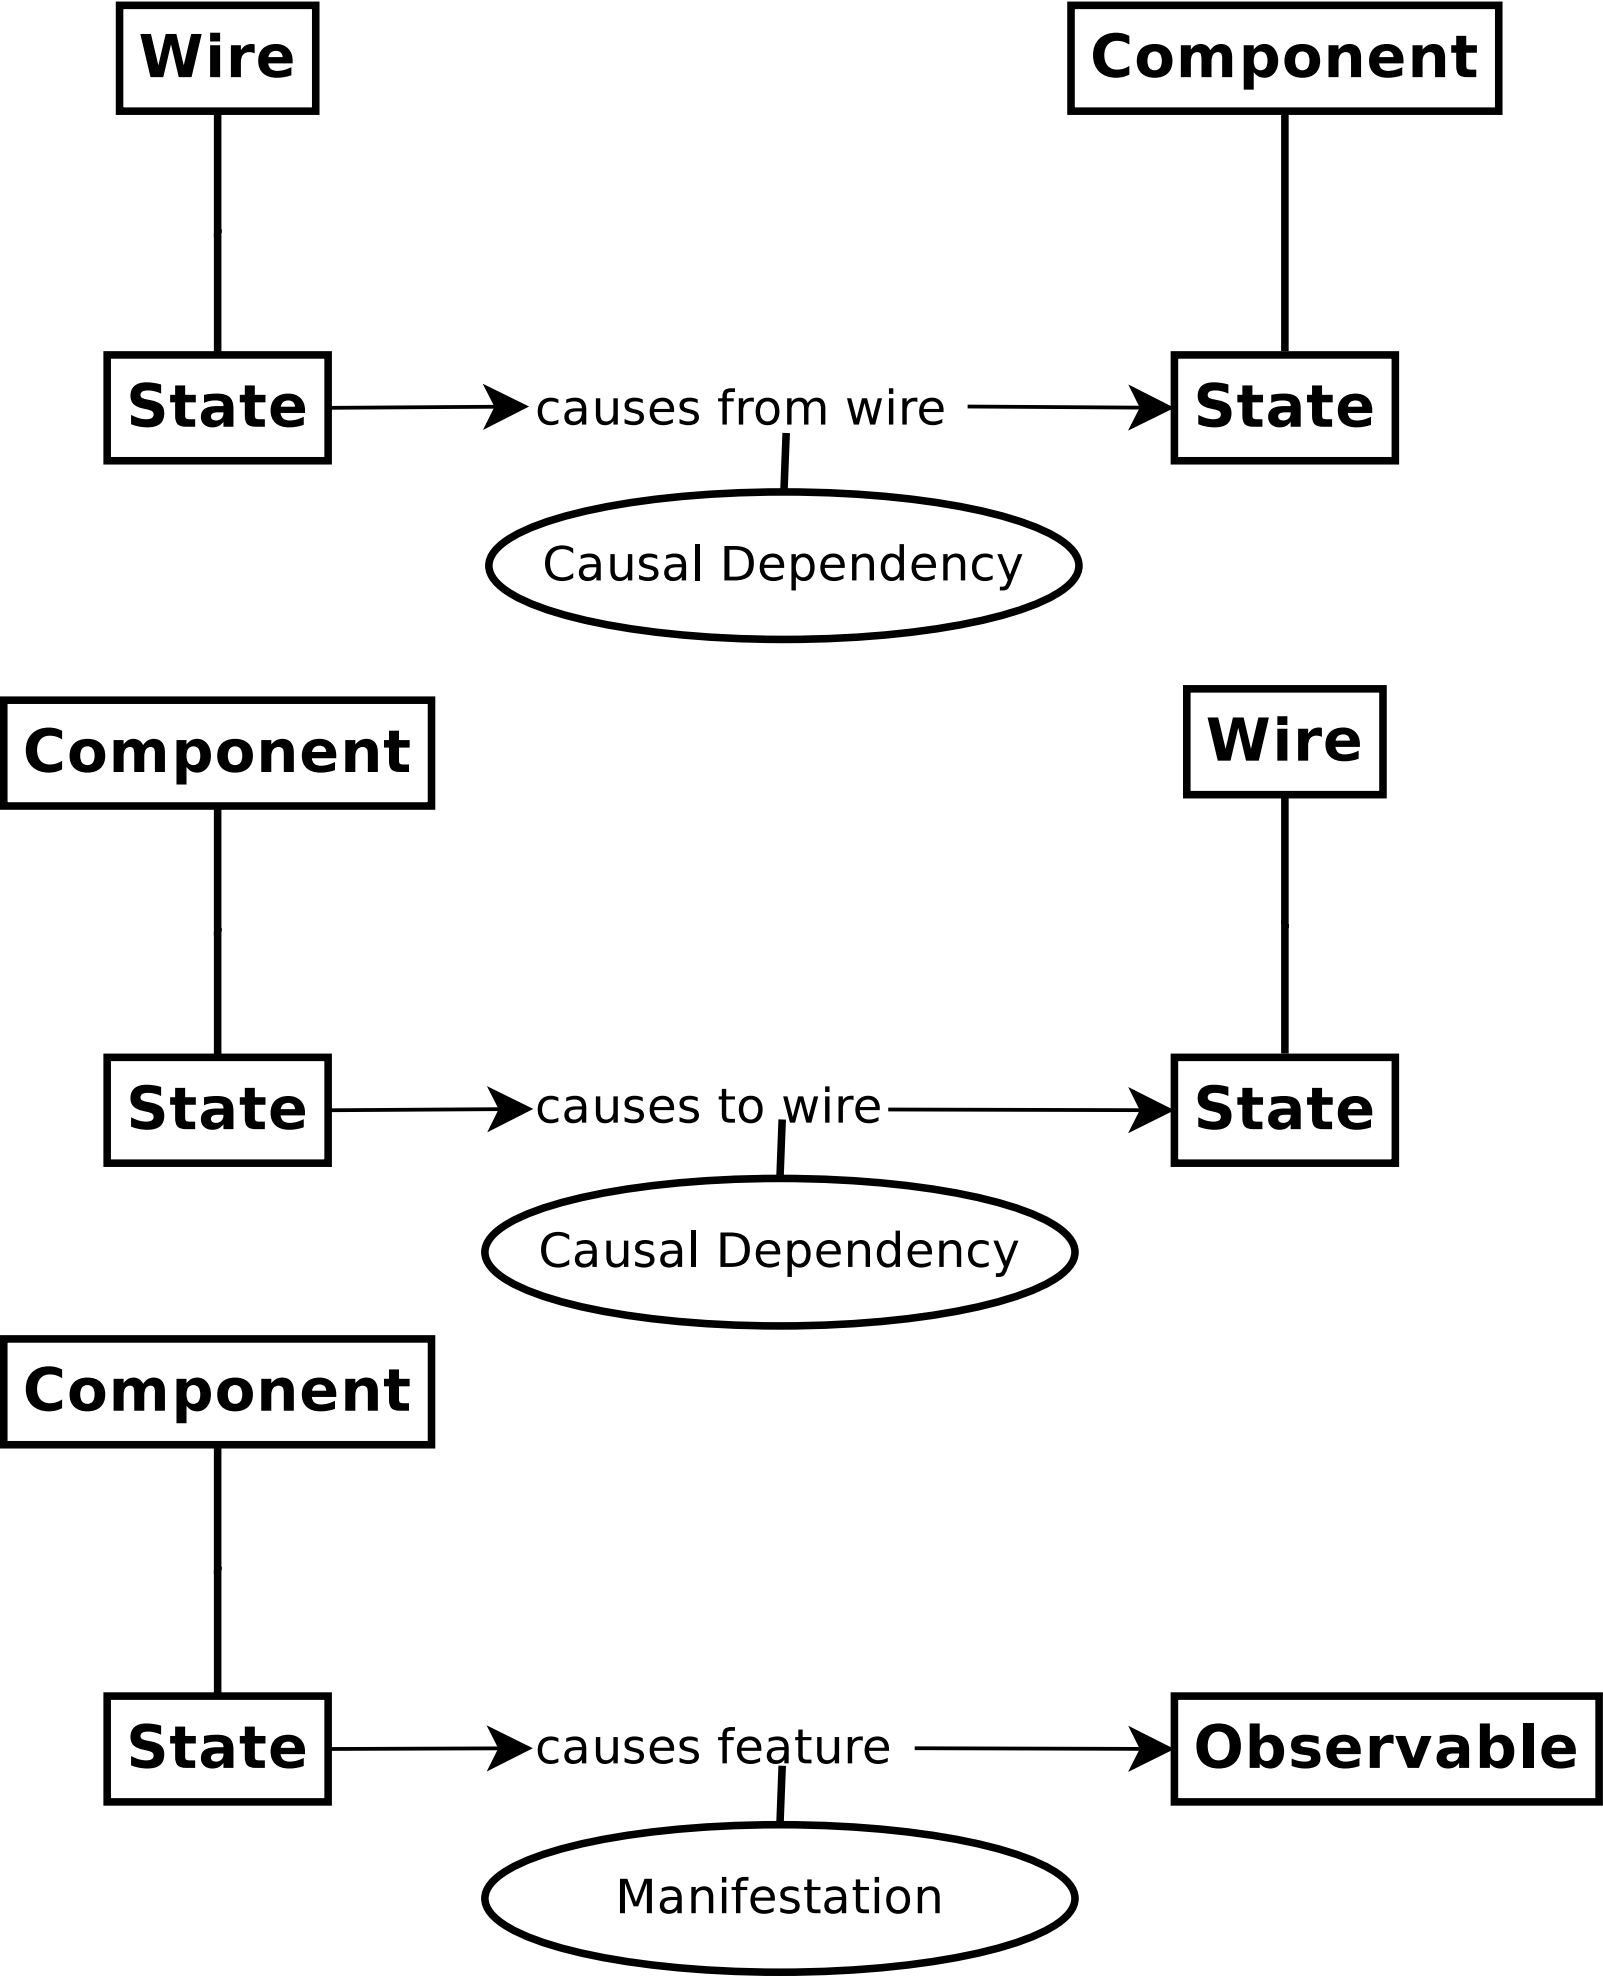 Wire
Component
State
causes from wire
State
Causal Dependency
Component
Wire
State
causes to wire
State
Causal Dependency
Component
State
causes feature
Observable
Manifestation